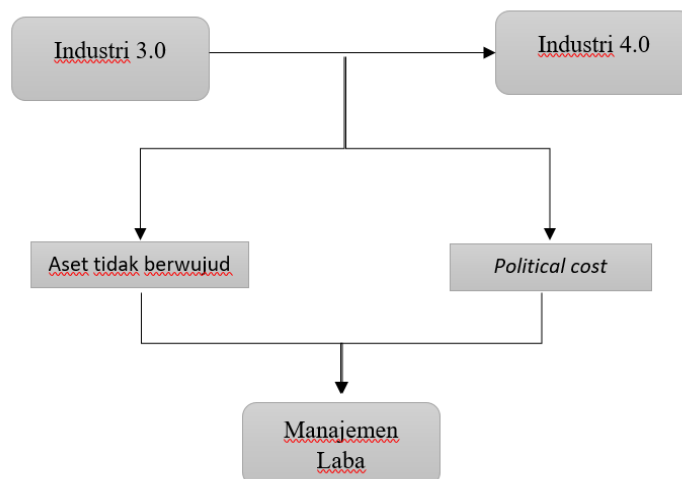 Industri 3.0
Industri 4.0
Aset tidak berwujud
Political cost
Manajemen
Laba